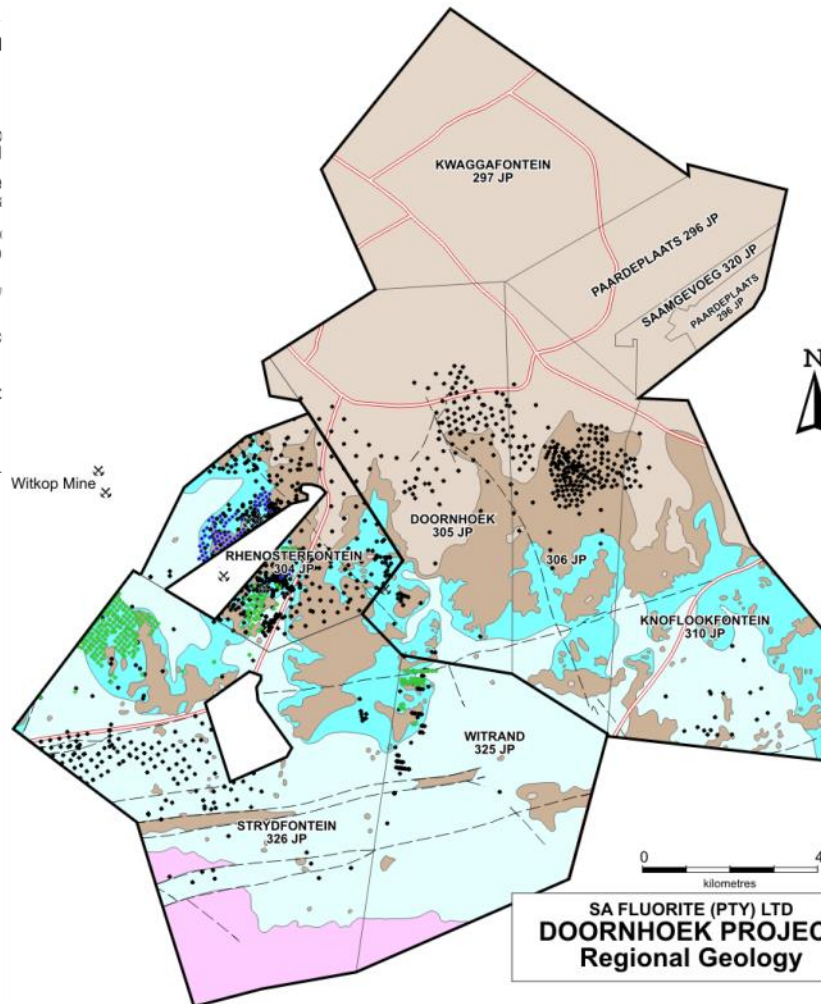 KWAGGAFONTEIN
297 JP
PAARDEPLAATS 296 JP
SAAMGEVOEG 320 JP
PAARDEPLAATS
296 JP
N
Witkop Mine
DOORNHOEK
305 JP
306 JP
RHENOSTERFONTEIN
304 JP
KNOFLOOKFONTEIN
310 JP
WITRAND
325 JP
STRYDFONTEIN
326 JP
0 4
kilometres
SA FLUORITE (PTY) LTD
DOORNHOEK PROJEC
Regional Geology